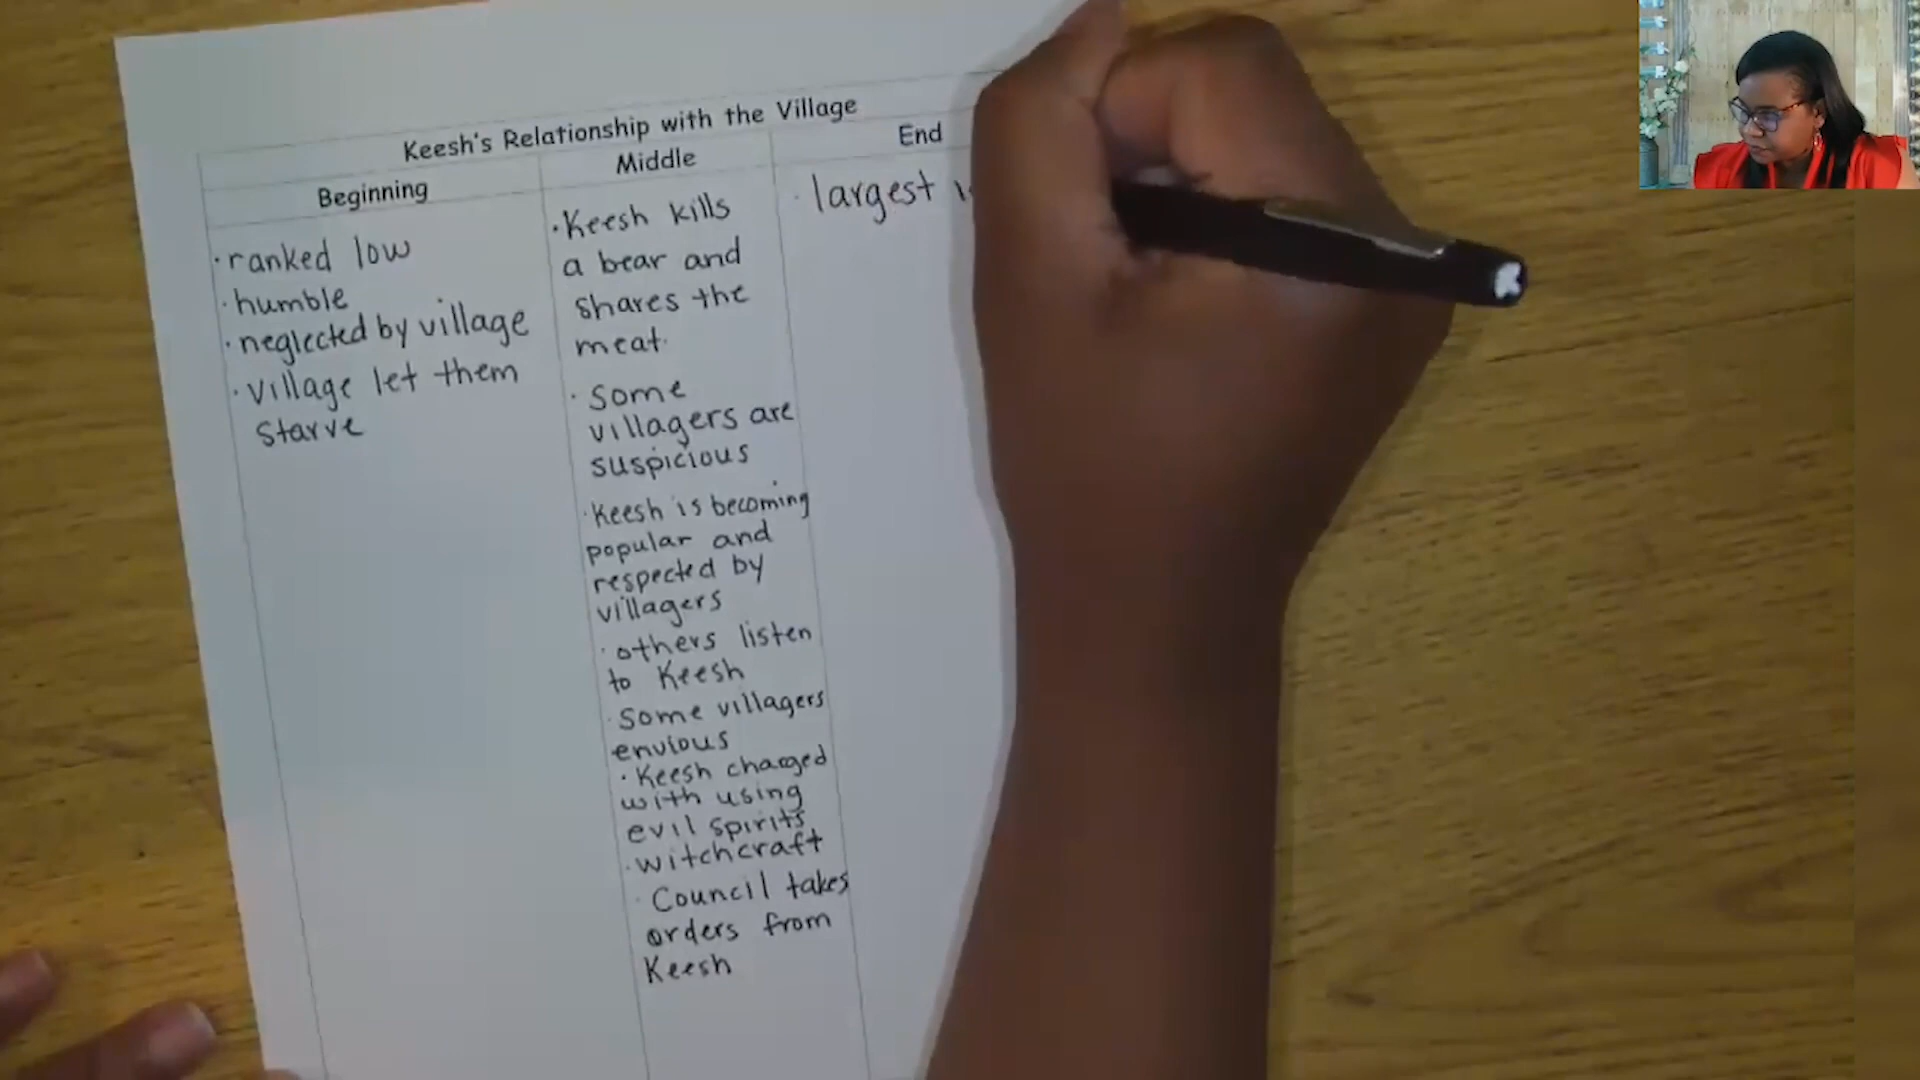 Keesh's Relationship with the Village
Beginning
Middle
End
·ranked low
·humble
·neglected by village
·village let them
starve
·Keesh kills
a bear and
shares the
meat.
·some
villagers are
suspicious
·Keesh is becoming
popular and
respected by
villagers
·others listen
to Keesh
·some villagers
envious
·Keesh charged
with using
evil spirits
·witchcraft
·Council takes
orders from
Keesh
·largest